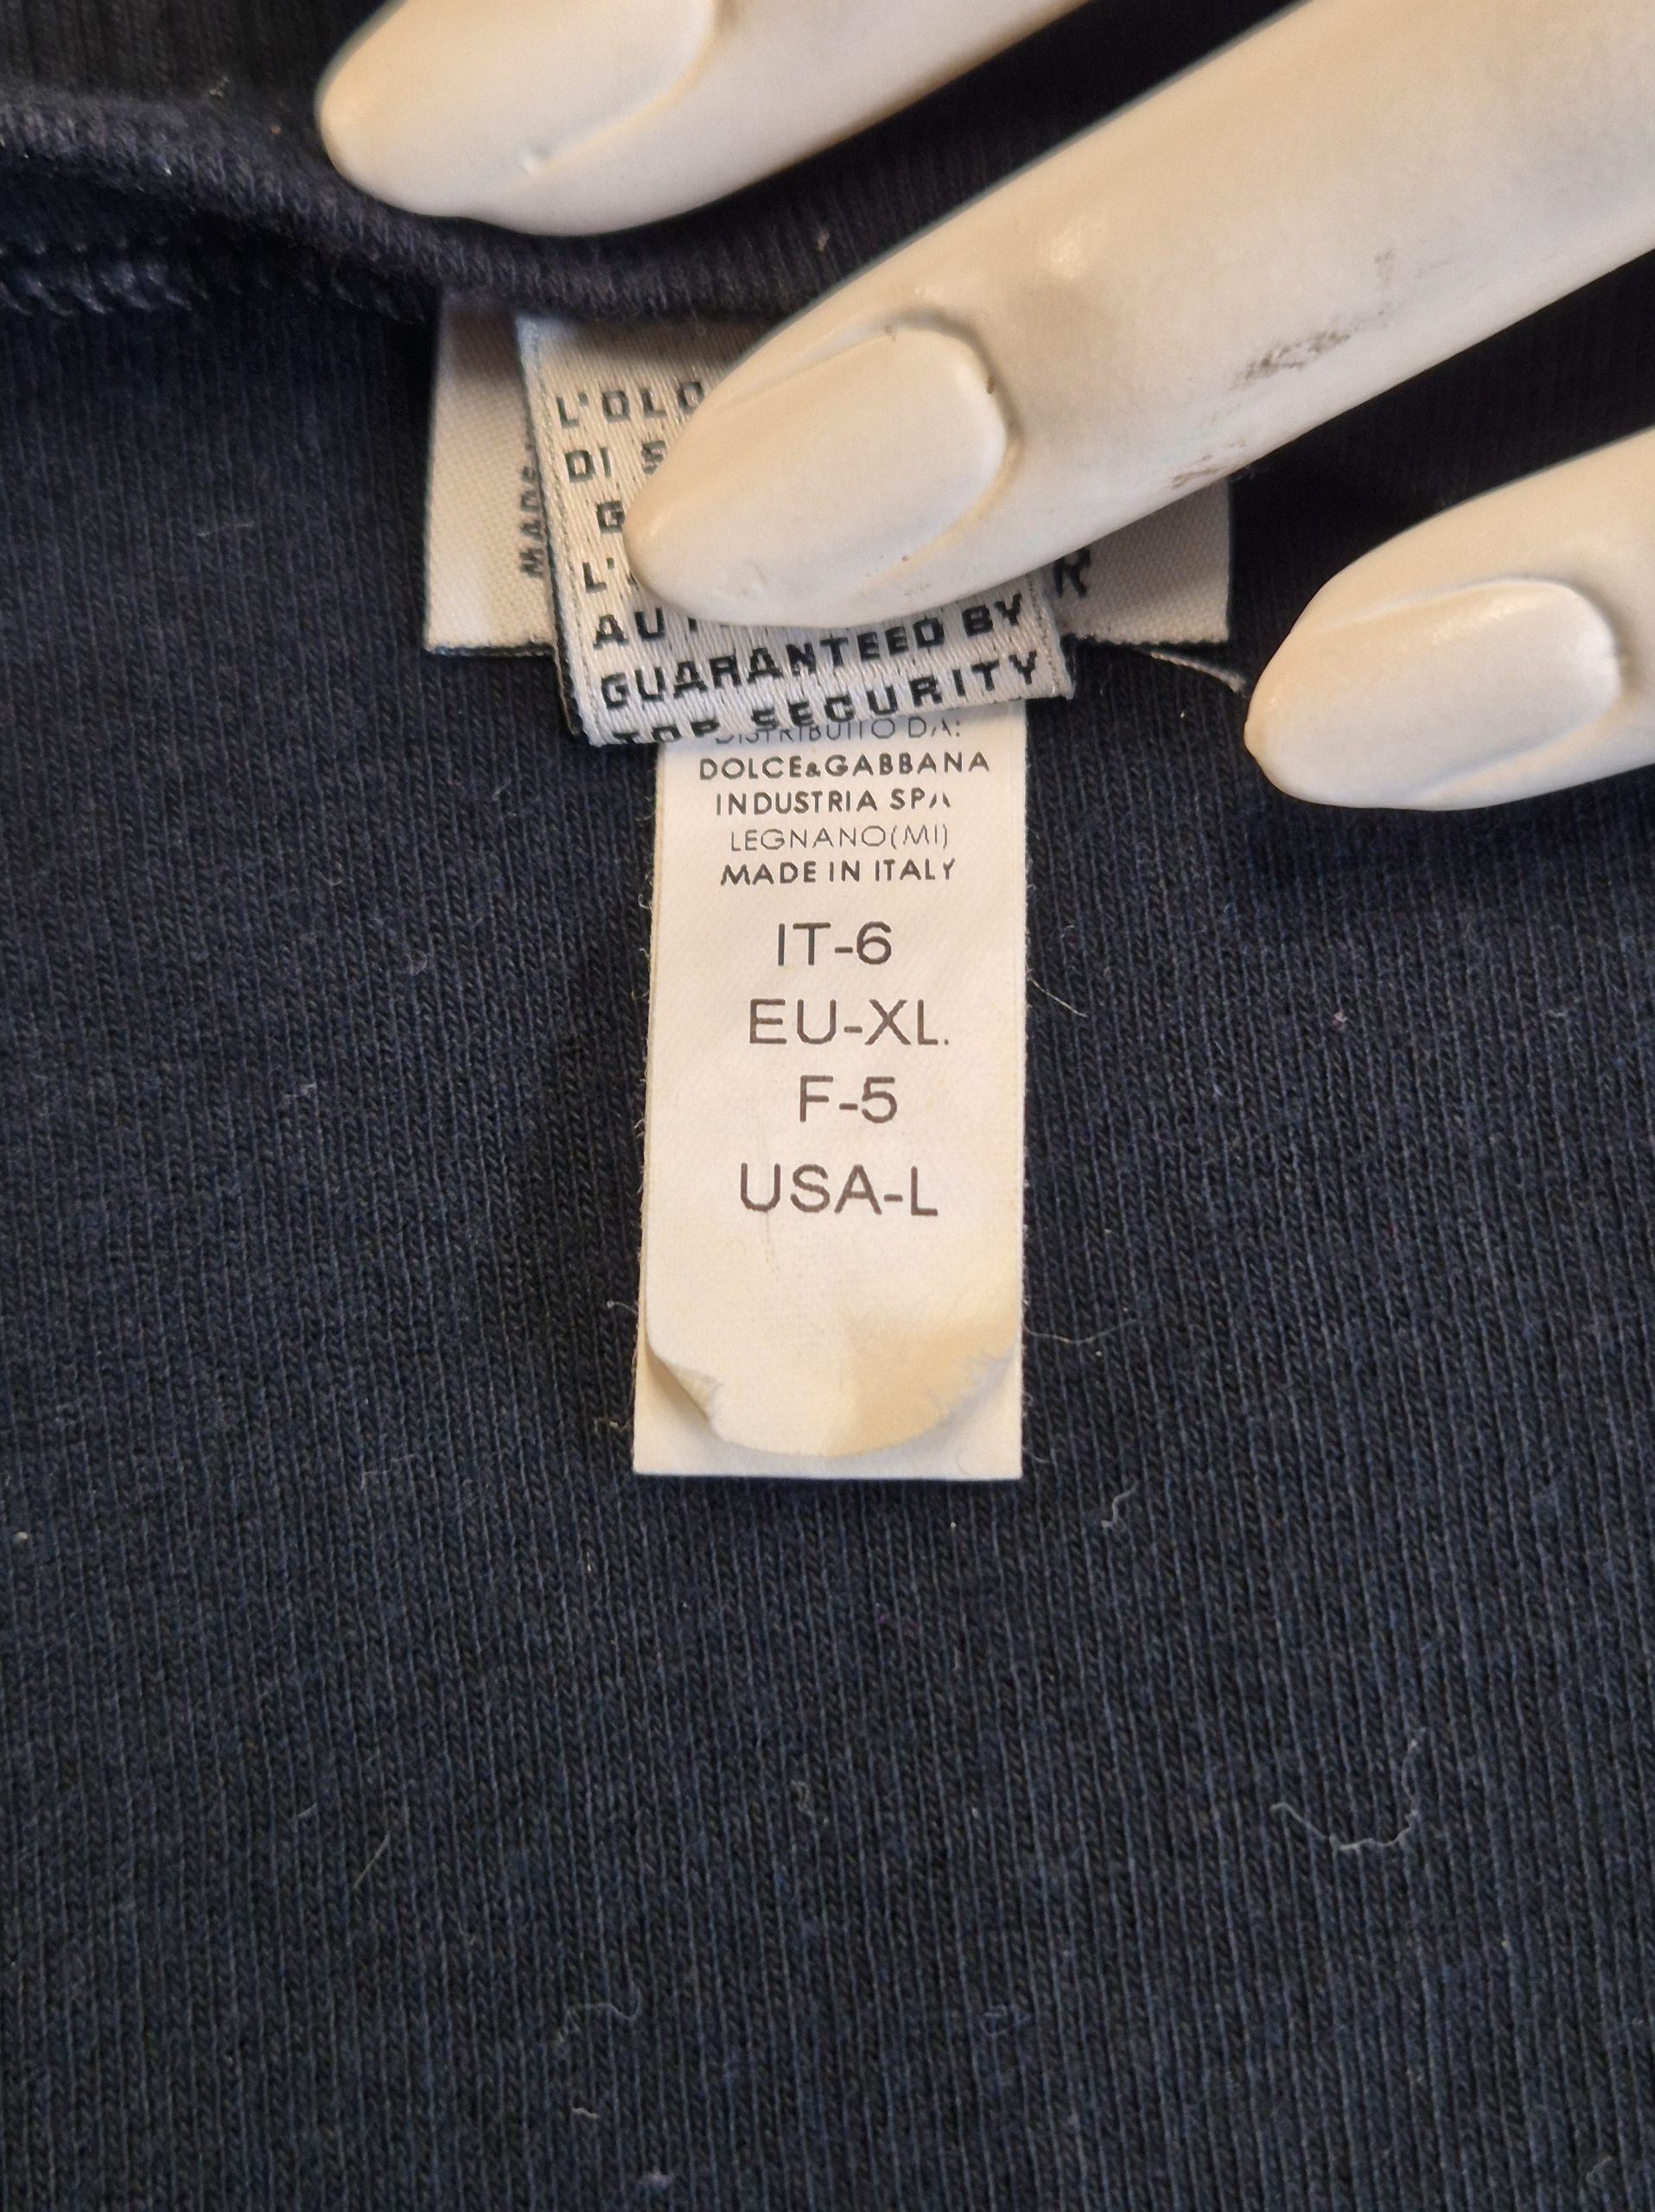 L'OLO
DI
G
L'
AU
GUARANTEED BY
TOP SECURITY
MADE
R
DISTRIBUITO DA:
DOLCE&GABBANA
INDUSTRIA SPA
LEGNANO(MI)
MADE IN ITALY
IT-6
EU-XL.
F-5
USA-L